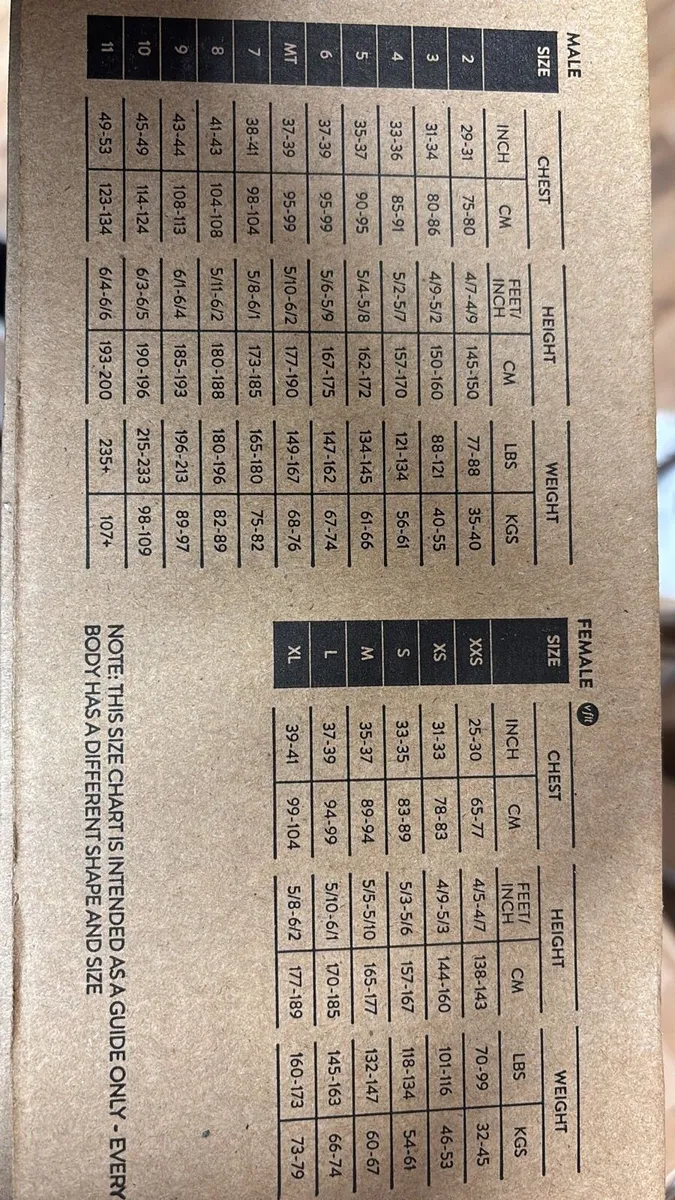 MALE
SIZE CHEST HEIGHT WEIGHT
INCH CM FEET/INCH CM LBS KGS
2 29-31 75-80 4/7-4/9 145-150 77-88 35-40
3 31-34 80-86 4/9-5/2 150-160 88-121 40-55
4 33-36 85-91 5/2-5/7 157-170 121-134 56-61
5 35-37 90-95 5/4-5/8 162-172 134-145 61-66
6 37-39 95-99 5/6-5/9 167-175 147-162 67-74
MT 37-39 95-99 5/10-6/2 177-190 149-167 68-76
7 38-41 98-104 5/8-6/1 173-185 165-180 75-82
8 41-43 104-108 5/11-6/2 180-188 180-196 82-89
9 43-44 108-113 6/1-6/4 185-193 196-213 89-97
10 45-49 114-124 6/3-6/5 190-196 215-233 98-109
11 49-53 123-134 6/4-6/6 193-200 235+ 107+
FEMALE vfit
SIZE CHEST HEIGHT WEIGHT
INCH CM FEET/INCH CM LBS KGS
XXS 25-30 65-77 4/5-4/7 138-143 70-99 32-45
XS 31-33 78-83 4/9-5/3 144-160 101-116 46-53
S 33-35 83-89 5/3-5/6 157-167 118-134 54-61
M 35-37 89-94 5/5-5/10 165-177 132-147 60-67
L 37-39 94-99 5/10-6/1 170-185 145-163 66-74
XL 39-41 99-104 5/8-6/2 177-189 160-173 73-79
NOTE: THIS SIZE CHART IS INTENDED AS A GUIDE ONLY - EVERY
BODY HAS A DIFFERENT SHAPE AND SIZE